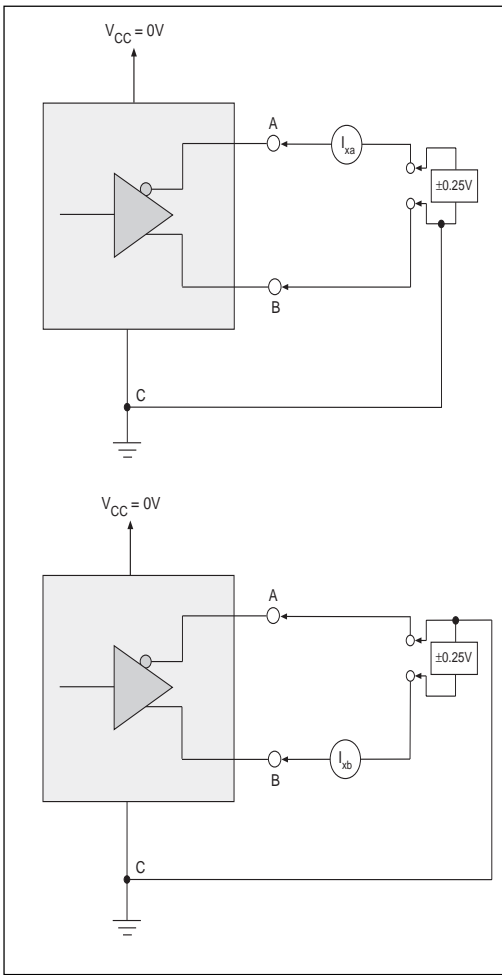 V_CC = 0V
A
I_xa
±0.25V
B
C
V_CC = 0V
A
±0.25V
I_xb
B
C